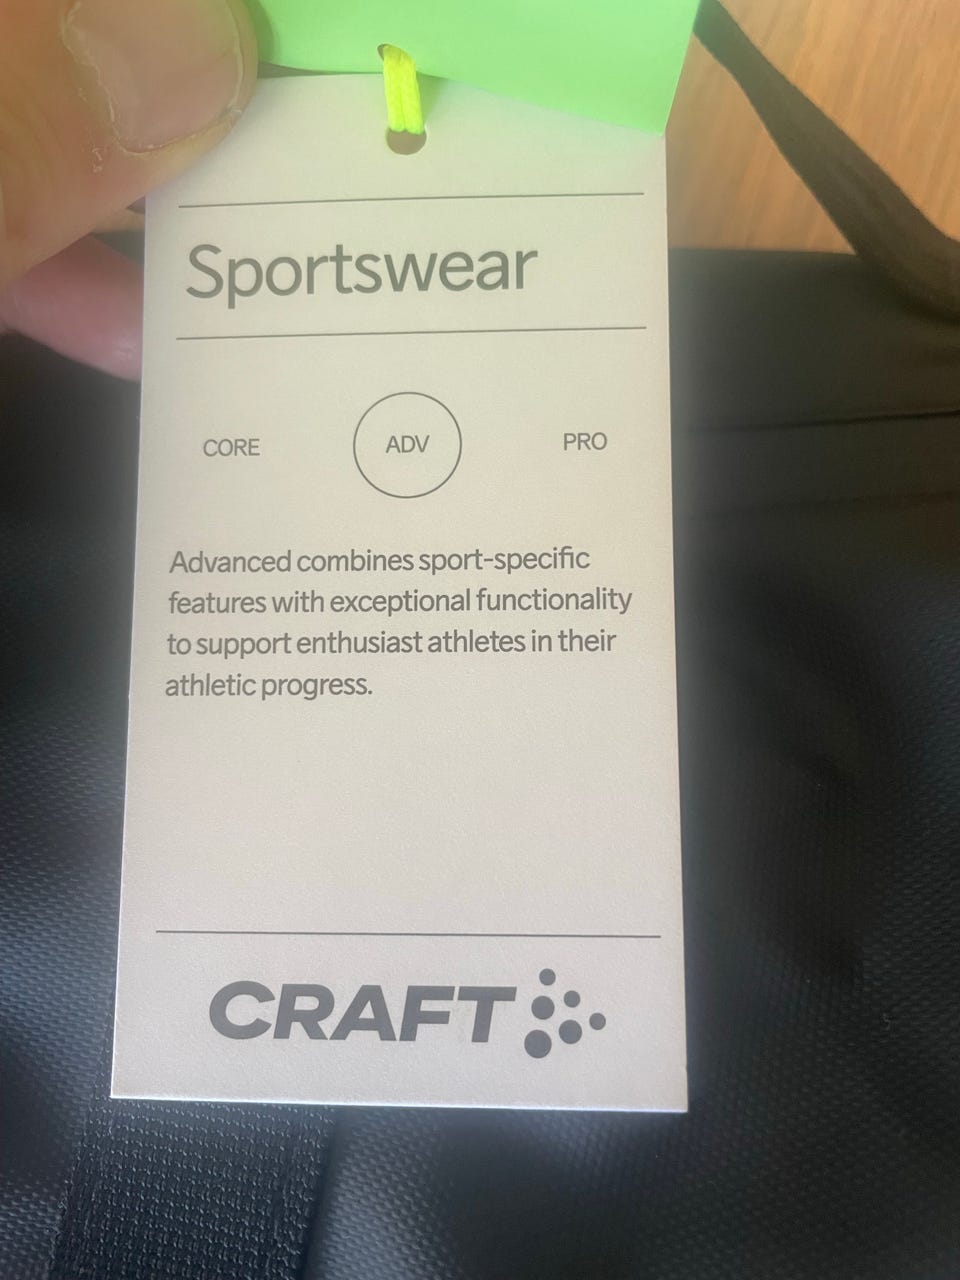 Sportswear
CORE ADV PRO
Advanced combines sport-specific
features with exceptional functionality
to support enthusiast athletes in their
athletic progress.
CRAFT